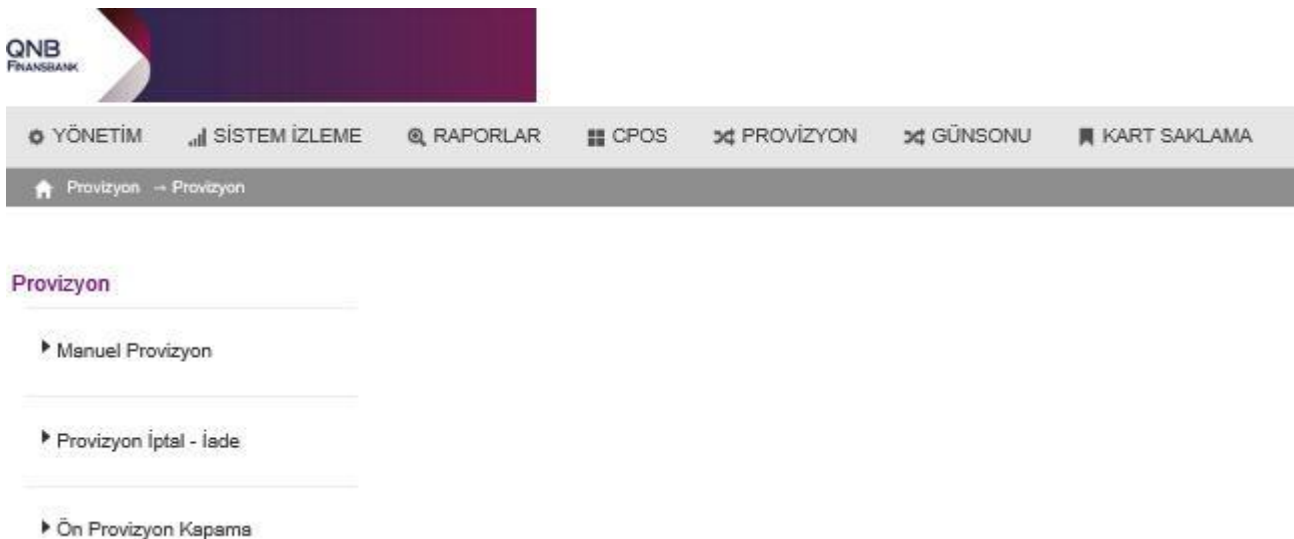 QNB
FINANSBANK
YÖNETİM SİSTEM İZLEME RAPORLAR CPOS PROVİZYON GÜNSONU KART SAKLAMA
Provizyon → Provizyon
Provizyon
Manuel Provizyon
Provizyon İptal - İade
Ön Provizyon Kapama